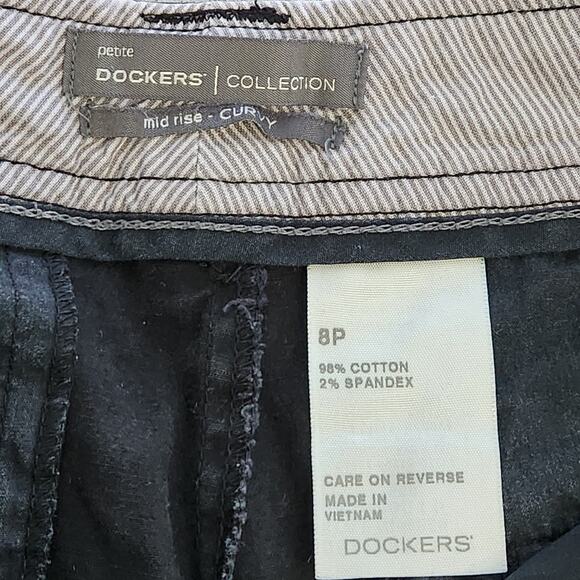 petite
DOCKERS® | COLLECTION
mid rise - CURVY
8P
98% COTTON
2% SPANDEX
CARE ON REVERSE
MADE IN
VIETNAM
DOCKERS®